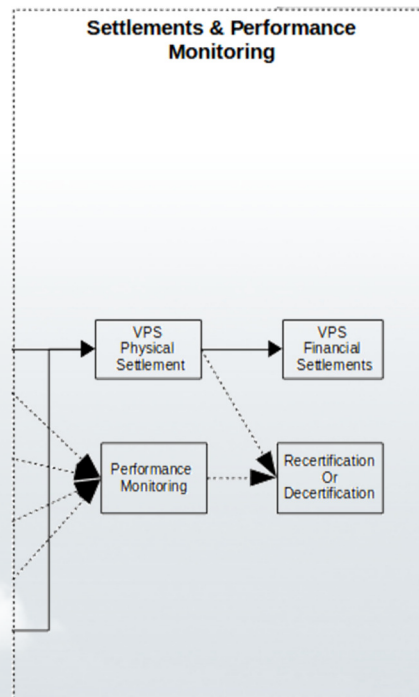 Settlements & Performance
Monitoring
VPS
Physical
Settlement
VPS
Financial
Settlements
Performance
Monitoring
Recertification
Or
Decertification